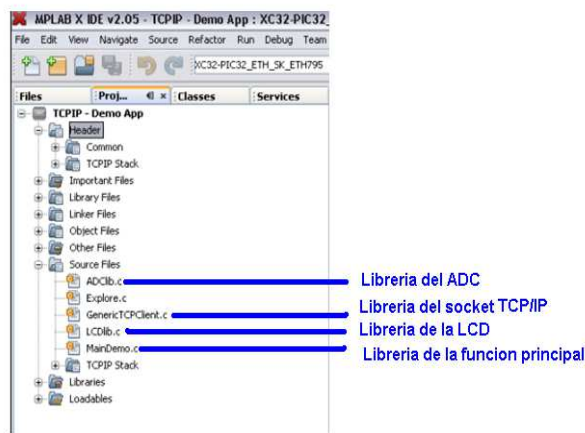 MPLAB X IDE v2.05 - TCPIP - Demo App : XC32-PIC32_
File Edit View Navigate Source Refactor Run Debug Team
XC32-PIC32_ETH_SK_ETH795
Files Proj... Classes Services
TCPIP - Demo App
Header
Common
TCPIP Stack
Important Files
Library Files
Linker Files
Object Files
Other Files
Source Files
ADClib.c Libreria del ADC
Explore.c
GenericTCPClient.c Libreria del socket TCP/IP
LCDlib.c Libreria de la LCD
MainDemo.c Libreria de la funcion principal
TCPIP Stack
Libraries
Loadables